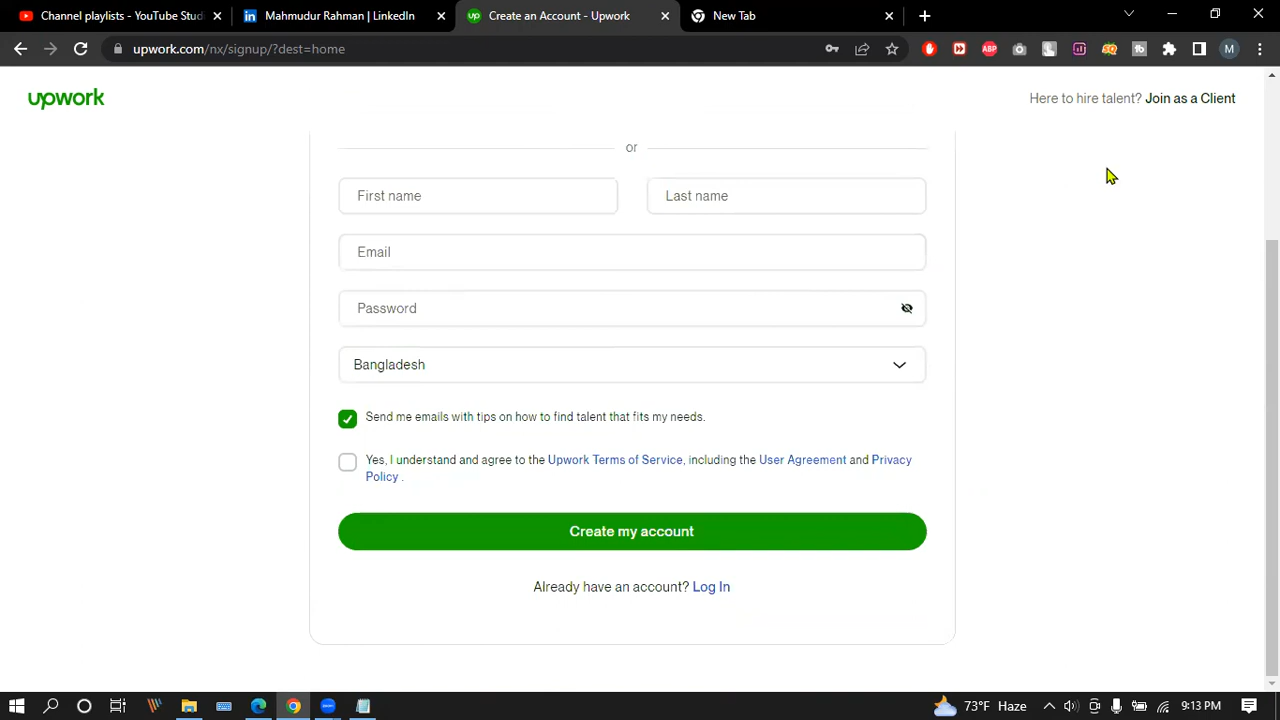 Channel playlists - YouTube Stud
Mahmudur Rahman | LinkedIn
Create an Account - Upwork
New Tab
upwork.com/nx/signup/?dest=home
ABP
SQ
M
upwork
Here to hire talent? Join as a Client
or
First name
Last name
Email
Password
Bangladesh
Send me emails with tips on how to find talent that fits my needs.
Yes, I understand and agree to the Upwork Terms of Service, including the User Agreement and Privacy
Policy .
Create my account
Already have an account? Log In
73°F Haze
9:13 PM